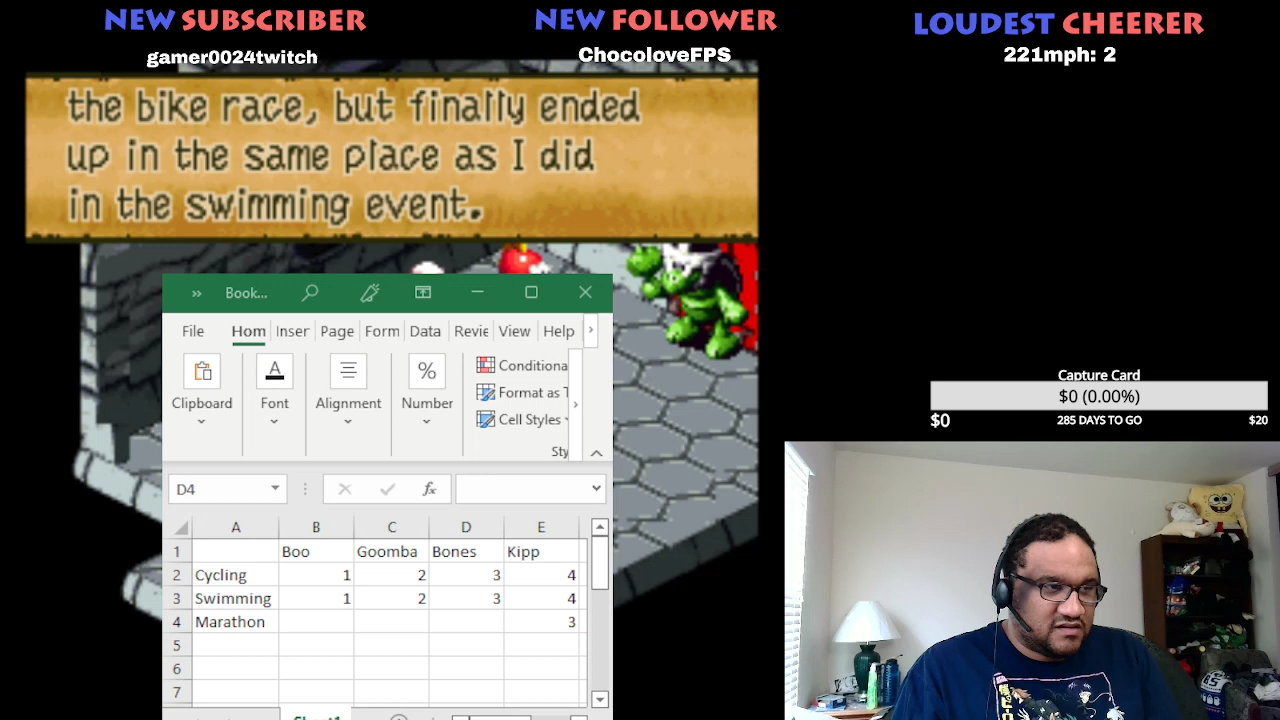 NEW SUBSCRIBER
gamer0024twitch
NEW FOLLOWER
ChocoloveFPS
LOUDEST CHEERER
221mph: 2
the bike race, but finally ended
up in the same place as I did
in the swimming event.
» Book...
File Hom Inser Page Form Data Revie View Help
Clipboard Font Alignment Number
Conditiona
Format as T
Cell Styles
Sty
D4 fx
A B C D E
1 Boo Goomba Bones Kipp
2 Cycling 1 2 3 4
3 Swimming 1 2 3 4
4 Marathon 3
5
6
7
Sheet1
Capture Card
$0 (0.00%)
$0 285 DAYS TO GO $20